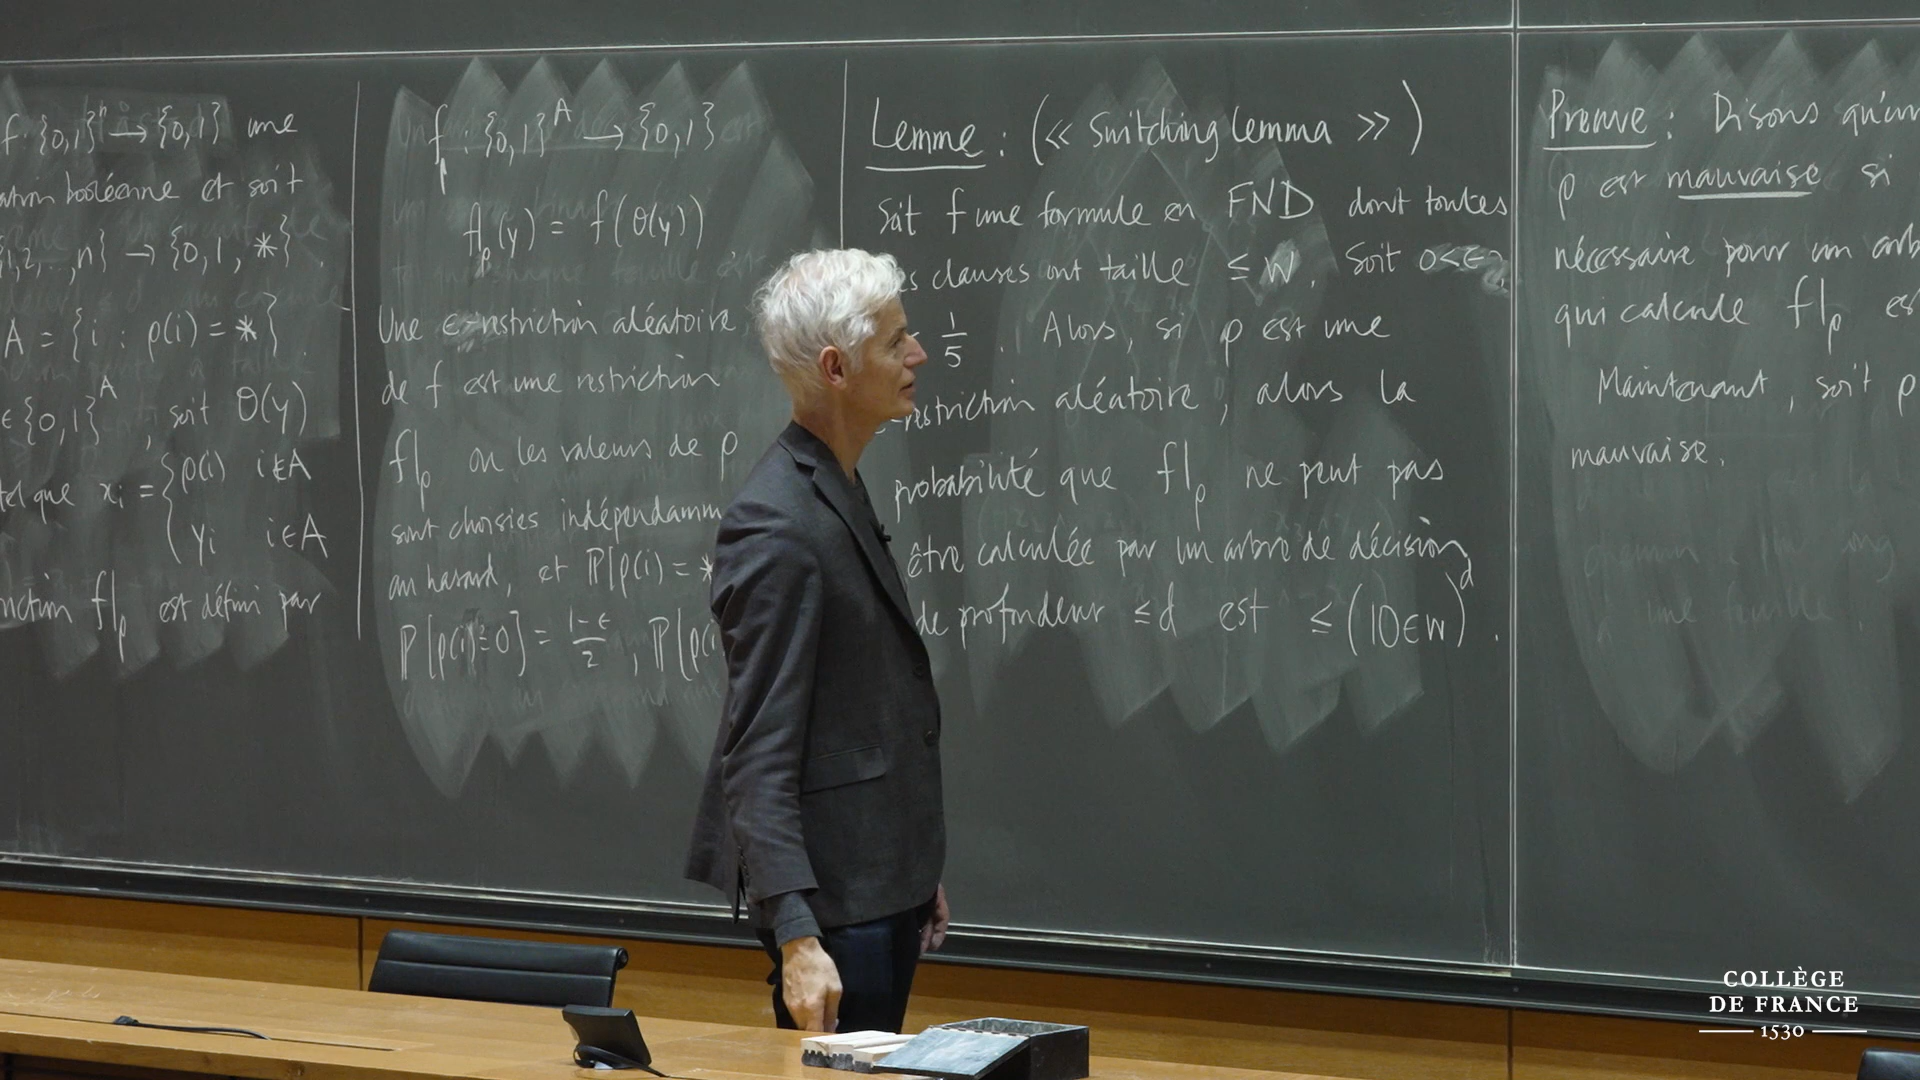 f : {0,1}ⁿ → {0,1} une
booléenne et soit
{1,2,..,n} → {0,1,*}.
A = {i : ρ(i) = *}
∈ {0,1}^A, soit Θ(y)
tel que xᵢ = { ρ(i) i∉A
yᵢ i∈A
f|ρ est défini par
f|ρ : {0,1}^A → {0,1}
f|ρ(y) = f(Θ(y))
Une ε-restriction aléatoire
de f est une restriction
f|ρ où les valeurs de ρ
sont choisies indépendamm
au hasard, et ℙ[ρ(i) = *
ℙ[ρ(i)=0] = (1-ε)/2, ℙ[ρ(i
Lemme : (« Switching lemma »)
Soit f une formule en FND dont toutes
les clauses ont taille ≤ w. Soit 0<ε
1/5. Alors, si ρ est une
restriction aléatoire, alors la
probabilité que f|ρ ne peut pas
être calculée par un arbre de décision
de profondeur ≤d est ≤ (10εw)^d.
Preuve : Disons qu'un
ρ est mauvaise si
nécessaire pour un arb
qui calcule f|ρ es
Maintenant, soit ρ
mauvaise.
COLLÈGE
DE FRANCE
1530